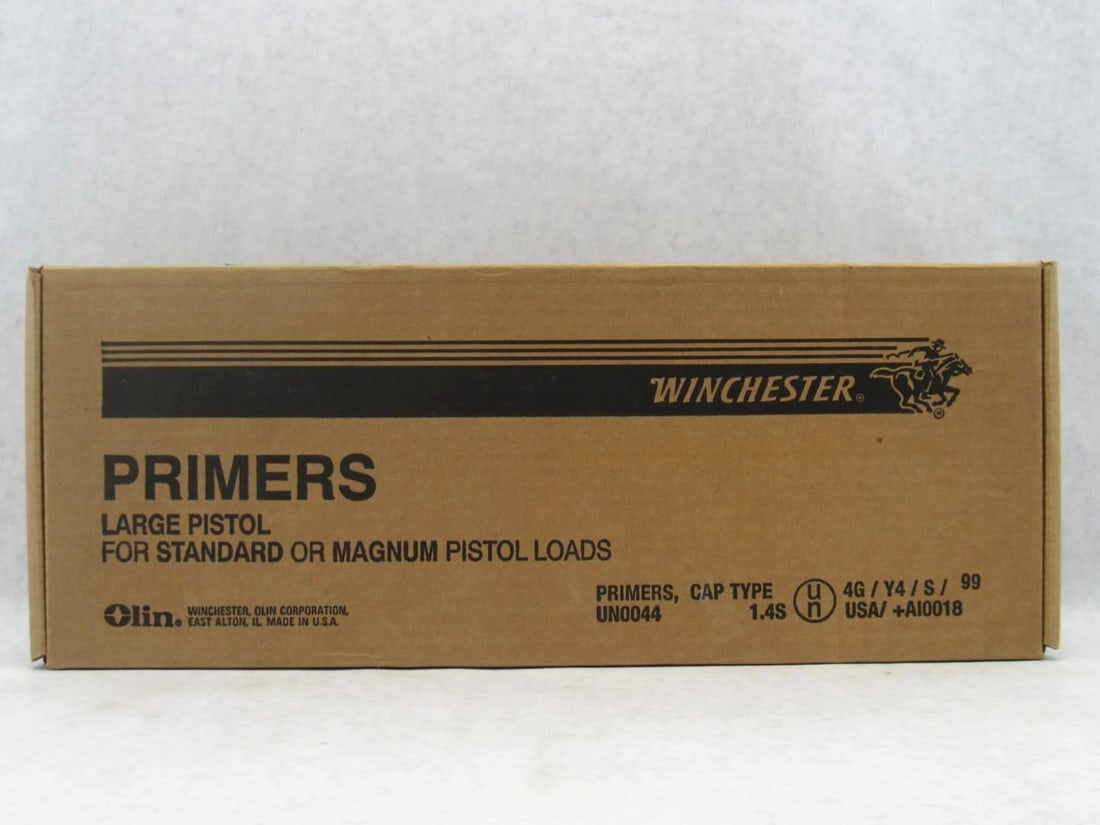 WINCHESTER®
®
PRIMERS
LARGE PISTOL
FOR STANDARD OR MAGNUM PISTOL LOADS
Olin. WINCHESTER, OLIN CORPORATION,
EAST ALTON, IL. MADE IN U.S.A.
PRIMERS, CAP TYPE
UN0044 1.4S
u
n
4G / Y4 / S / 99
USA/ +AI0018